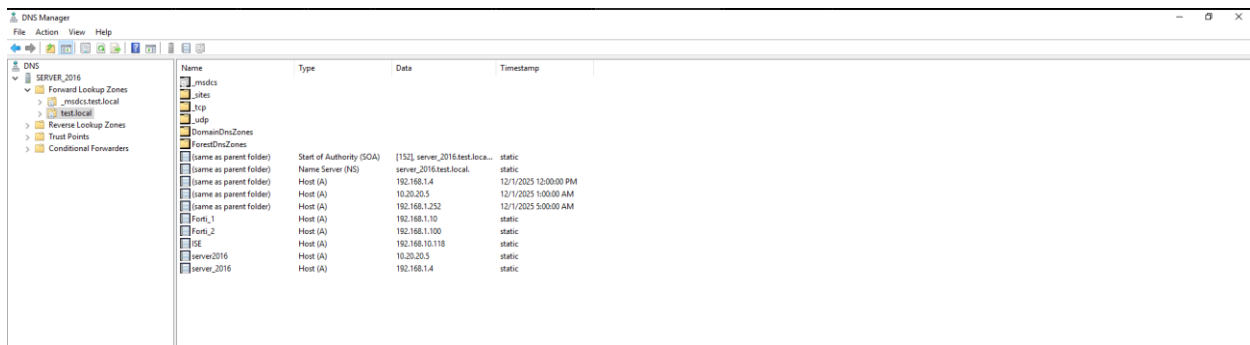 DNS Manager
File Action View Help
DNS
SERVER_2016
Forward Lookup Zones
_msdcs.test.local
test.local
Reverse Lookup Zones
Trust Points
Conditional Forwarders
Name Type Data Timestamp
_msdcs
_sites
_tcp
_udp
DomainDnsZones
ForestDnsZones
(same as parent folder) Start of Authority (SOA) [152], server_2016.test.loca... static
(same as parent folder) Name Server (NS) server_2016.test.local. static
(same as parent folder) Host (A) 192.168.1.4 12/1/2025 12:00:00 PM
(same as parent folder) Host (A) 10.20.20.5 12/1/2025 1:00:00 AM
(same as parent folder) Host (A) 192.168.1.252 12/1/2025 5:00:00 AM
Forti_1 Host (A) 192.168.1.10 static
Forti_2 Host (A) 192.168.1.100 static
ISE Host (A) 192.168.10.118 static
server2016 Host (A) 10.20.20.5 static
server_2016 Host (A) 192.168.1.4 static